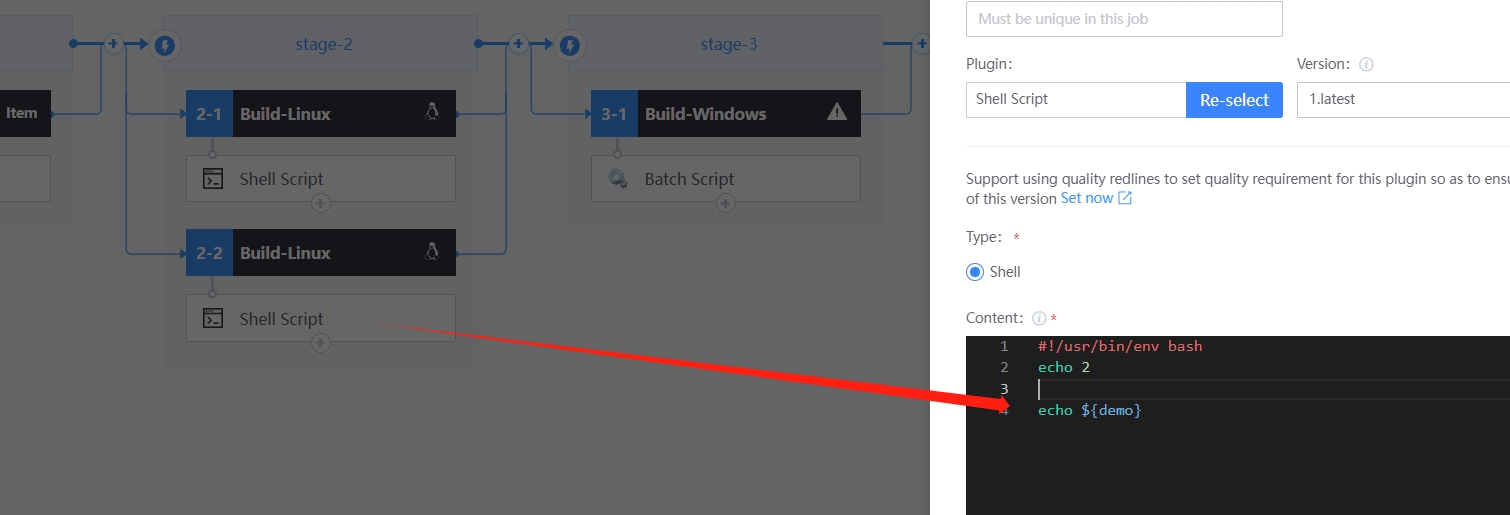 stage-2
stage-3
Item
2-1 Build-Linux
3-1 Build-Windows
Shell Script
Batch Script
2-2 Build-Linux
Shell Script
Must be unique in this job
Plugin:
Version:
Shell Script
Re-select
1.latest
Support using quality redlines to set quality requirement for this plugin so as to ensu
of this version Set now
Type: *
Shell
Content: *
1 #!/usr/bin/env bash
2 echo 2
3
4 echo ${demo}